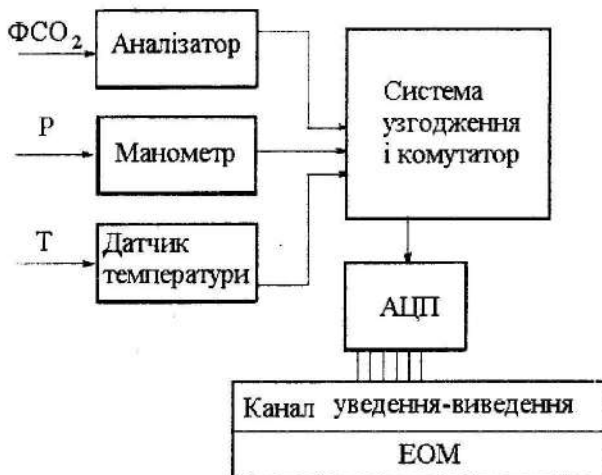 ФСО₂
Аналізатор
Р
Манометр
Т
Датчик
температури
Система
узгодження
і комутатор
АЦП
Канал уведення-виведення
ЕОМ